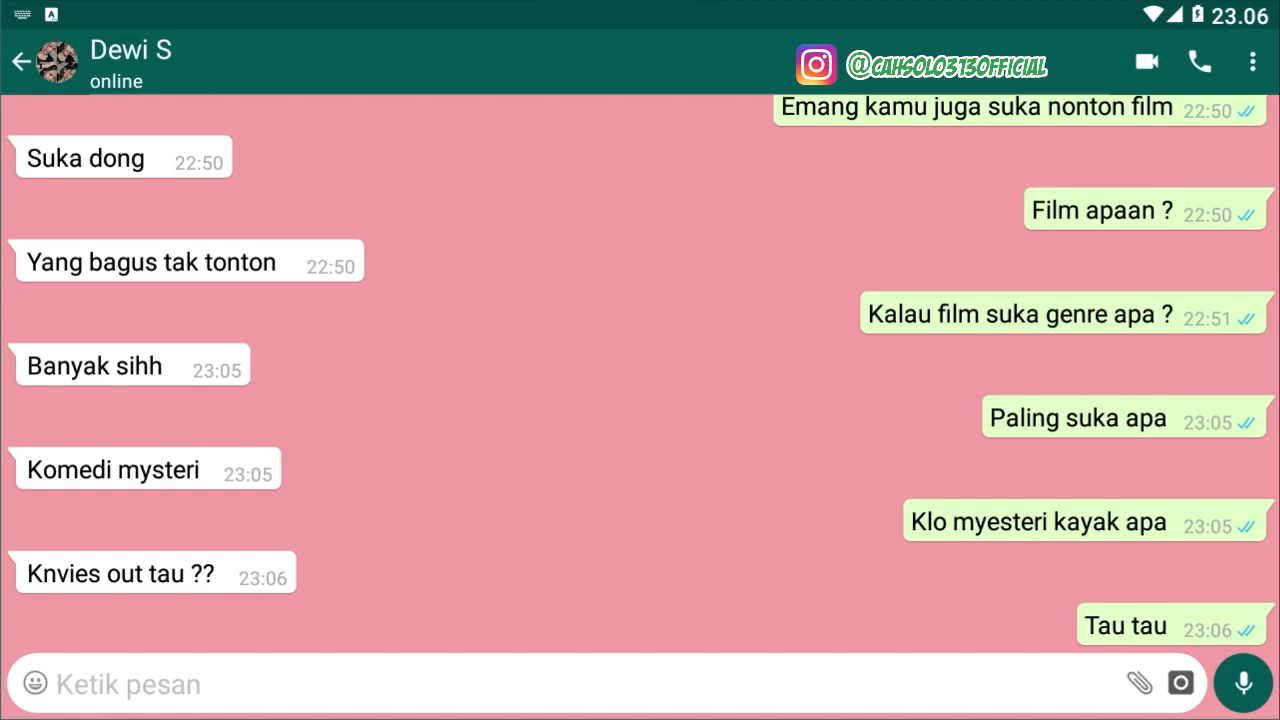 23.06
Dewi S
online
@CAHSOLO313OFFICIAL
Emang kamu juga suka nonton film 22:50
Suka dong 22:50
Film apaan ? 22:50
Yang bagus tak tonton 22:50
Kalau film suka genre apa ? 22:51
Banyak sihh 23:05
Paling suka apa 23:05
Komedi mysteri 23:05
Klo myesteri kayak apa 23:05
Knvies out tau ?? 23:06
Tau tau 23:06
Ketik pesan